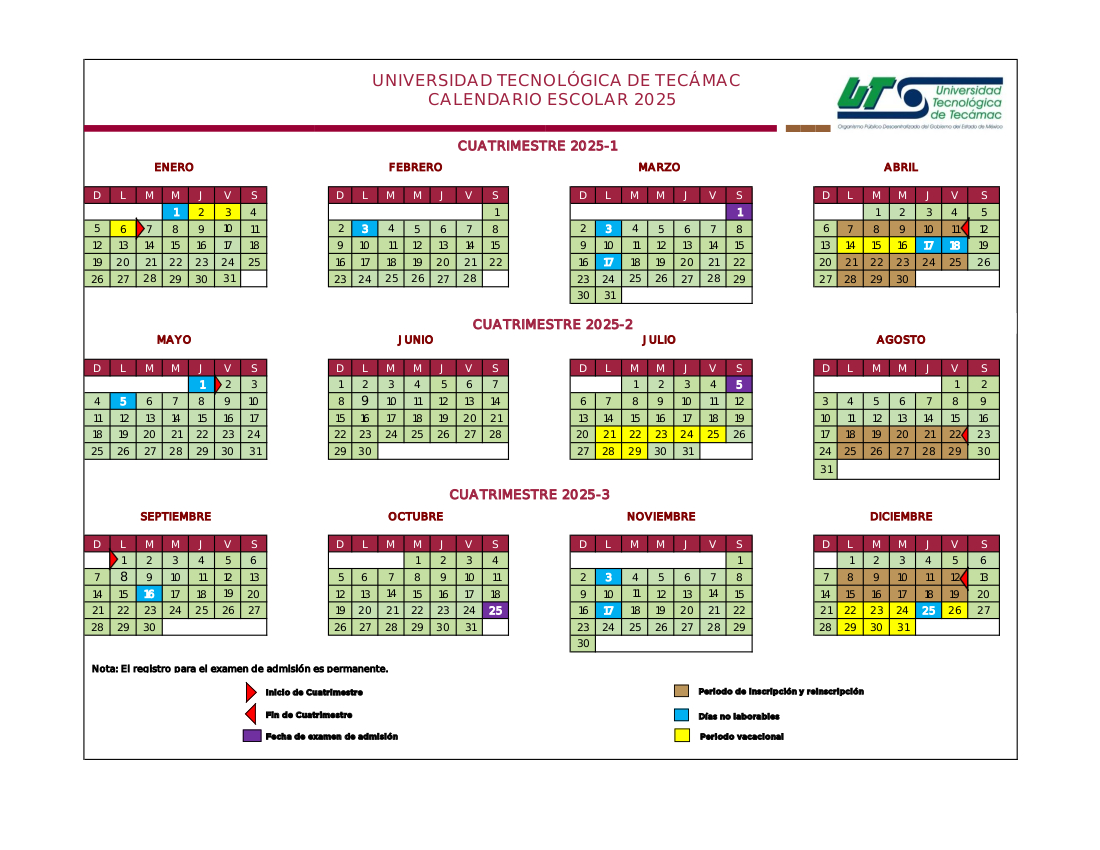 UNIVERSIDAD TECNOLÓGICA DE TECÁMAC
CALENDARIO ESCOLAR 2025
UT Universidad
Tecnológica
de Tecámac
Organismo Público Descentralizado del Gobierno del Estado de México
CUATRIMESTRE 2025-1
ENERO FEBRERO MARZO ABRIL
D L M M J V S D L M M J V S D L M M J V S D L M M J V S
1 2 3 4 1 1 1 2 3 4 5
5 6 7 8 9 10 11 2 3 4 5 6 7 8 2 3 4 5 6 7 8 6 7 8 9 10 11 12
12 13 14 15 16 17 18 9 10 11 12 13 14 15 9 10 11 12 13 14 15 13 14 15 16 17 18 19
19 20 21 22 23 24 25 16 17 18 19 20 21 22 16 17 18 19 20 21 22 20 21 22 23 24 25 26
26 27 28 29 30 31 23 24 25 26 27 28 23 24 25 26 27 28 29 27 28 29 30
30 31
CUATRIMESTRE 2025-2
MAYO JUNIO JULIO AGOSTO
D L M M J V S D L M M J V S D L M M J V S D L M M J V S
1 2 3 1 2 3 4 5 6 7 1 2 3 4 5 1 2
4 5 6 7 8 9 10 8 9 10 11 12 13 14 6 7 8 9 10 11 12 3 4 5 6 7 8 9
11 12 13 14 15 16 17 15 16 17 18 19 20 21 13 14 15 16 17 18 19 10 11 12 13 14 15 16
18 19 20 21 22 23 24 22 23 24 25 26 27 28 20 21 22 23 24 25 26 17 18 19 20 21 22 23
25 26 27 28 29 30 31 29 30 27 28 29 30 31 24 25 26 27 28 29 30
31
CUATRIMESTRE 2025-3
SEPTIEMBRE OCTUBRE NOVIEMBRE DICIEMBRE
D L M M J V S D L M M J V S D L M M J V S D L M M J V S
1 2 3 4 5 6 1 2 3 4 1 1 2 3 4 5 6
7 8 9 10 11 12 13 5 6 7 8 9 10 11 2 3 4 5 6 7 8 7 8 9 10 11 12 13
14 15 16 17 18 19 20 12 13 14 15 16 17 18 9 10 11 12 13 14 15 14 15 16 17 18 19 20
21 22 23 24 25 26 27 19 20 21 22 23 24 25 16 17 18 19 20 21 22 21 22 23 24 25 26 27
28 29 30 26 27 28 29 30 31 23 24 25 26 27 28 29 28 29 30 31
30
Nota: El registro para el examen de admisión es permanente.
Inicio de Cuatrimestre Periodo de inscripción y reinscripción
Fin de Cuatrimestre Días no laborables
Fecha de examen de admisión Periodo vacacional